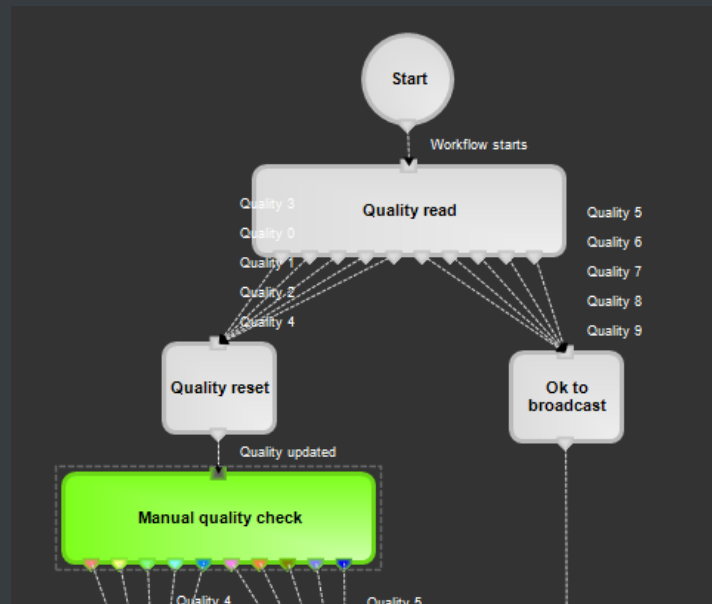 Start
Workflow starts
Quality read
Quality 3
Quality 0
Quality 1
Quality 2
Quality 4
Quality 5
Quality 6
Quality 7
Quality 8
Quality 9
Quality reset
Ok to
broadcast
Quality updated
Manual quality check
Quality 4
Quality 5